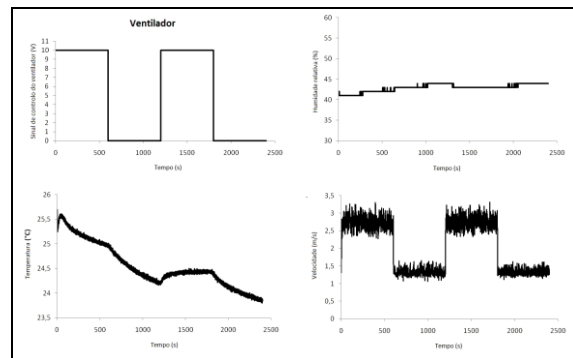 Ventilador
Sinal de controlo do ventilador (V)
11
10
9
8
7
6
5
4
3
2
1
0
0 500 1000 1500 2000 2500
Tempo (s)
Humidade relativa (%)
60
55
50
45
40
35
30
0 500 1000 1500 2000 2500
Tempo (s)
Temperatura (°C)
26
25,5
25
24,5
24
23,5
0 500 1000 1500 2000 2500
Tempo (s)
Velocidade (m/s)
3,5
3
2,5
2
1,5
1
0,5
0
0 500 1000 1500 2000 2500
Tempo (s)